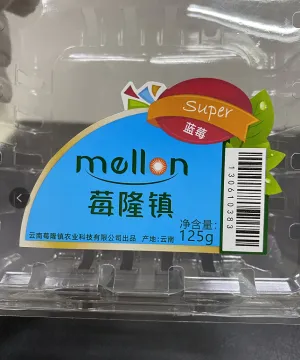 Super
蓝莓
mellon
莓隆镇
净含量:
125g
130610383
云南莓隆镇农业科技有限公司出品 产地:云南